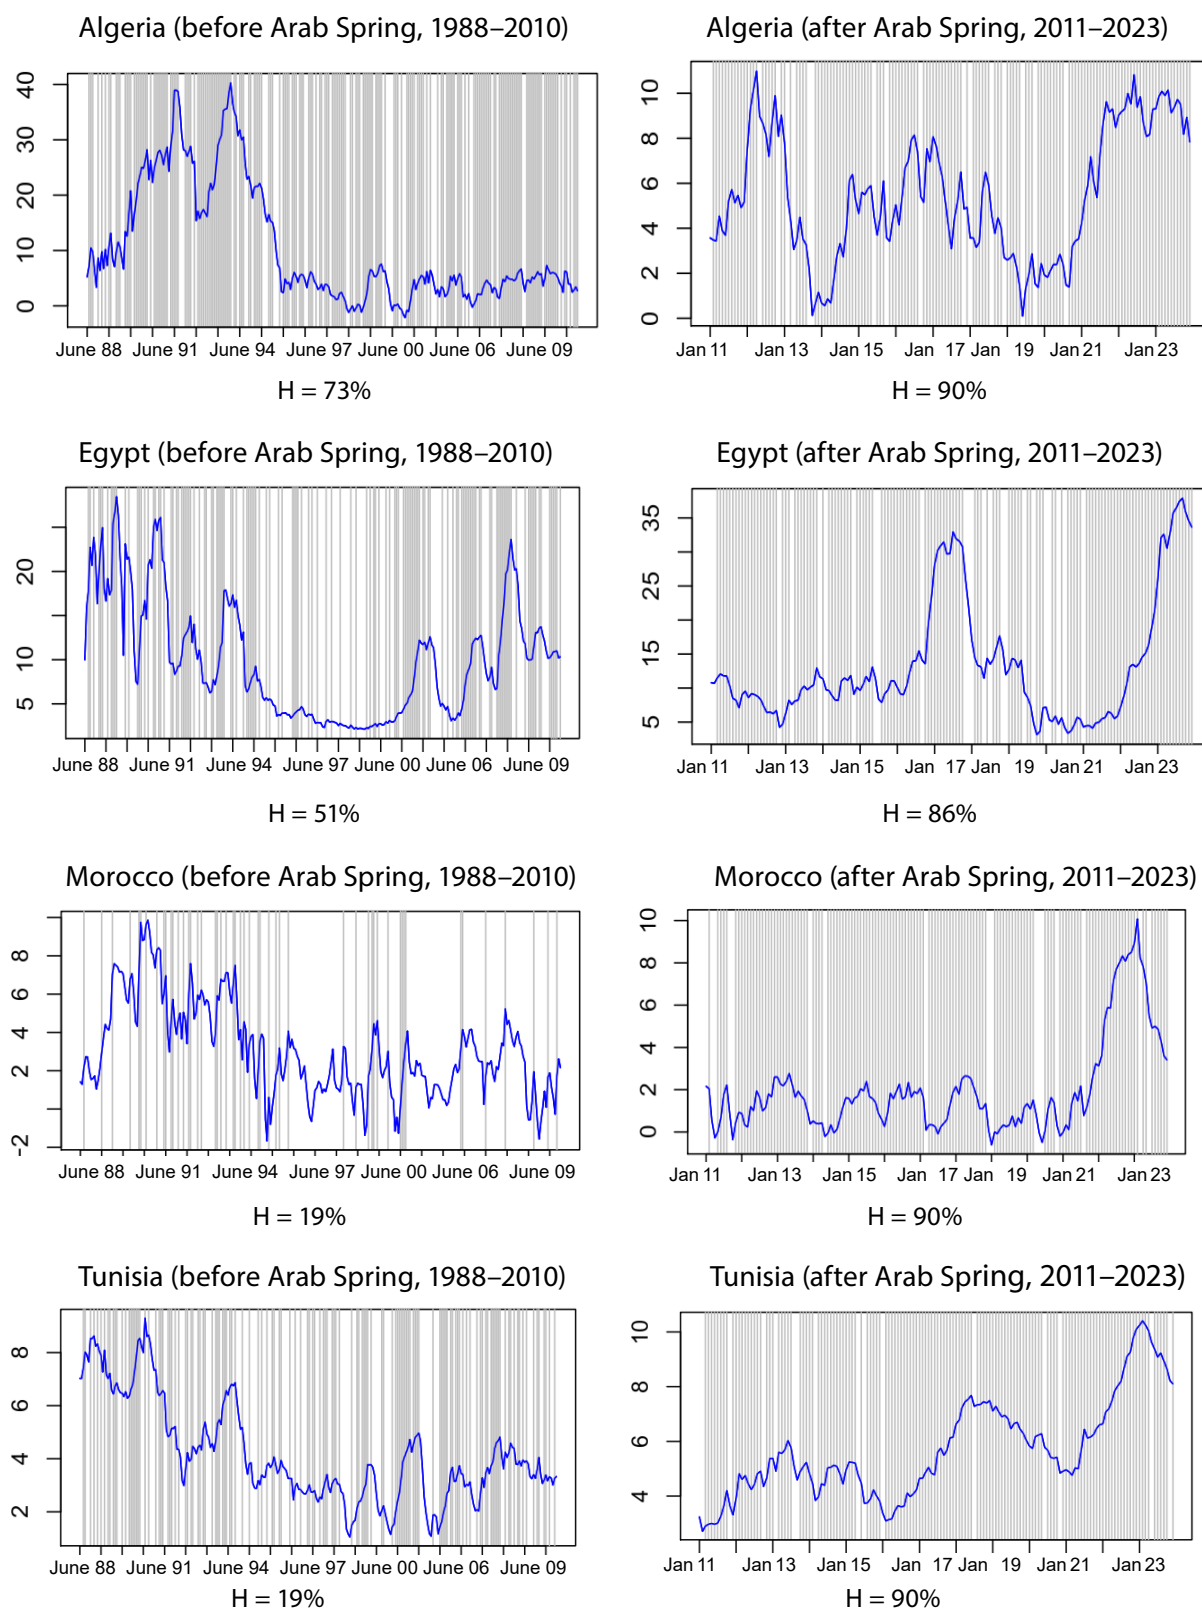 Algeria (before Arab Spring, 1988–2010)
40
30
20
10
0
June 88 June 91 June 94 June 97 June 00 June 06 June 09
H = 73%
Algeria (after Arab Spring, 2011–2023)
10
8
6
4
2
0
Jan 11 Jan 13 Jan 15 Jan 17 Jan 19 Jan 21 Jan 23
H = 90%
Egypt (before Arab Spring, 1988–2010)
20
10
5
June 88 June 91 June 94 June 97 June 00 June 06 June 09
H = 51%
Egypt (after Arab Spring, 2011–2023)
35
25
15
5
Jan 11 Jan 13 Jan 15 Jan 17 Jan 19 Jan 21 Jan 23
H = 86%
Morocco (before Arab Spring, 1988–2010)
8
6
4
2
-2
June 88 June 91 June 94 June 97 June 00 June 06 June 09
H = 19%
Morocco (after Arab Spring, 2011–2023)
10
8
6
4
2
0
Jan 11 Jan 13 Jan 15 Jan 17 Jan 19 Jan 21 Jan 23
H = 90%
Tunisia (before Arab Spring, 1988–2010)
8
6
4
2
June 88 June 91 June 94 June 97 June 00 June 06 June 09
H = 19%
Tunisia (after Arab Spring, 2011–2023)
10
8
6
4
Jan 11 Jan 13 Jan 15 Jan 17 Jan 19 Jan 21 Jan 23
H = 90%